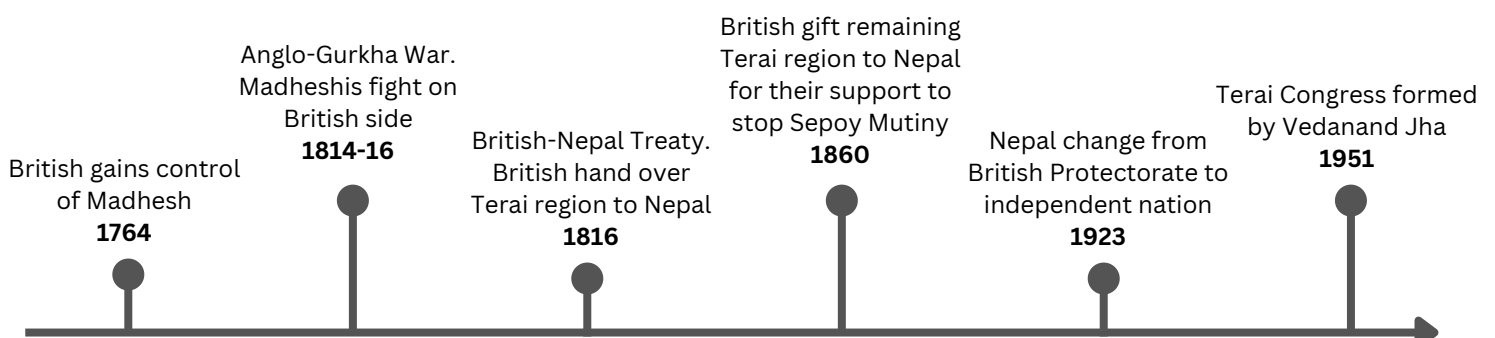 British gains control
of Madhesh
1764
Anglo-Gurkha War.
Madheshis fight on
British side
1814-16
British-Nepal Treaty.
British hand over
Terai region to Nepal
1816
British gift remaining
Terai region to Nepal
for their support to
stop Sepoy Mutiny
1860
Nepal change from
British Protectorate to
independent nation
1923
Terai Congress formed
by Vedanand Jha
1951